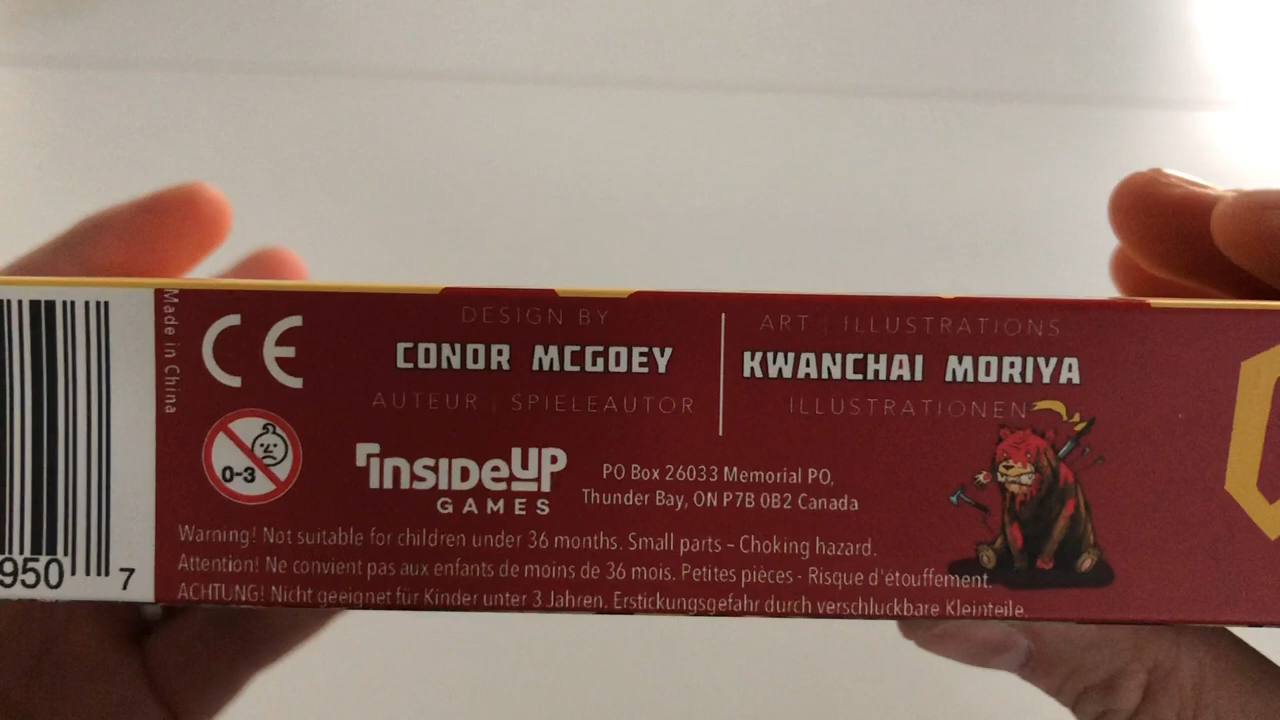 950 7
Made in China
CE
0-3
DESIGN BY
CONOR MCGOEY
AUTEUR | SPIELEAUTOR
ART | ILLUSTRATIONS
KWANCHAI MORIYA
ILLUSTRATIONEN
INSIDEUP
GAMES
PO Box 26033 Memorial PO,
Thunder Bay, ON P7B 0B2 Canada
Warning! Not suitable for children under 36 months. Small parts – Choking hazard.
Attention! Ne convient pas aux enfants de moins de 36 mois. Petites pièces - Risque d'étouffement.
ACHTUNG! Nicht geeignet für Kinder unter 3 Jahren. Erstickungsgefahr durch verschluckbare Kleinteile.